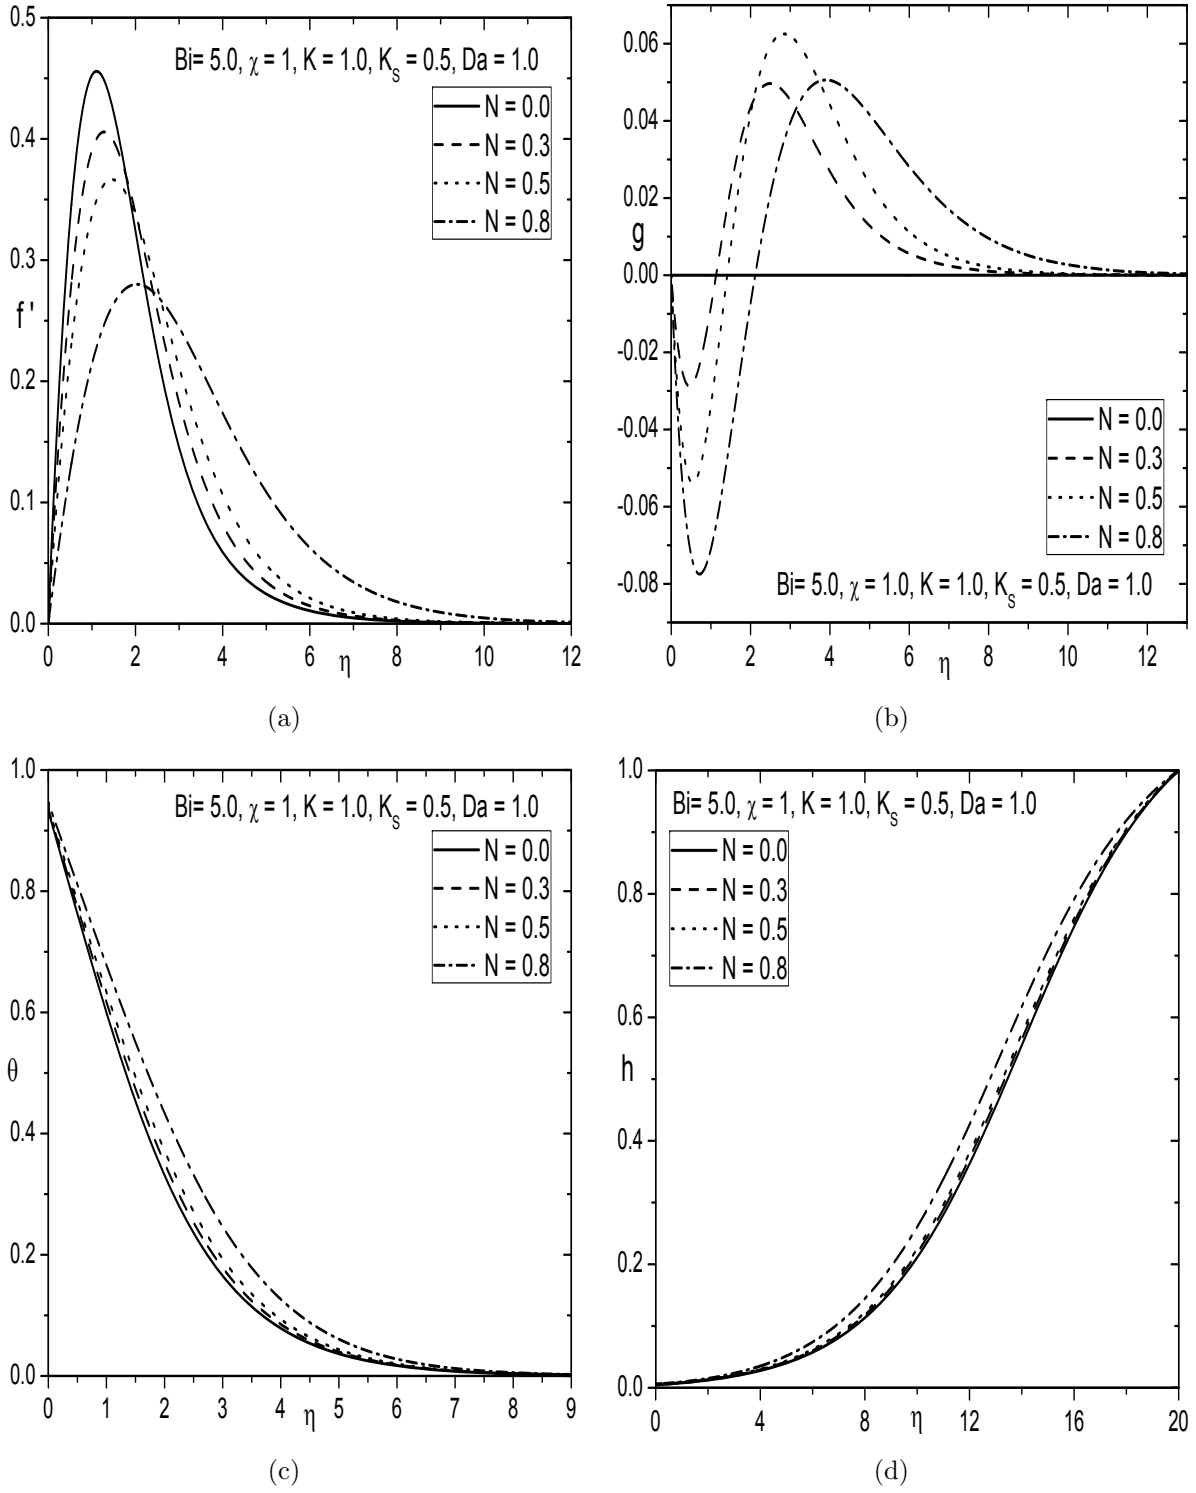 0.5
0.4
0.3
0.2
0.1
0.0
f '
Bi= 5.0, χ = 1, K = 1.0, Kₛ = 0.5, Da = 1.0
N = 0.0
N = 0.3
N = 0.5
N = 0.8
0 2 4 6 8 10 12
η
(a)
0.06
0.04
0.02
0.00
-0.02
-0.04
-0.06
-0.08
g
N = 0.0
N = 0.3
N = 0.5
N = 0.8
Bi= 5.0, χ = 1.0, K = 1.0, Kₛ = 0.5, Da = 1.0
0 2 4 6 8 10 12
η
(b)
1.0
0.8
0.6
0.4
0.2
0.0
θ
Bi= 5.0, χ = 1, K = 1.0, Kₛ = 0.5, Da = 1.0
N = 0.0
N = 0.3
N = 0.5
N = 0.8
0 1 2 3 4 5 6 7 8 9
η
(c)
1.0
0.8
0.6
0.4
0.2
0.0
h
Bi= 5.0, χ = 1, K = 1.0, Kₛ = 0.5, Da = 1.0
N = 0.0
N = 0.3
N = 0.5
N = 0.8
0 4 8 12 16 20
η
(d)